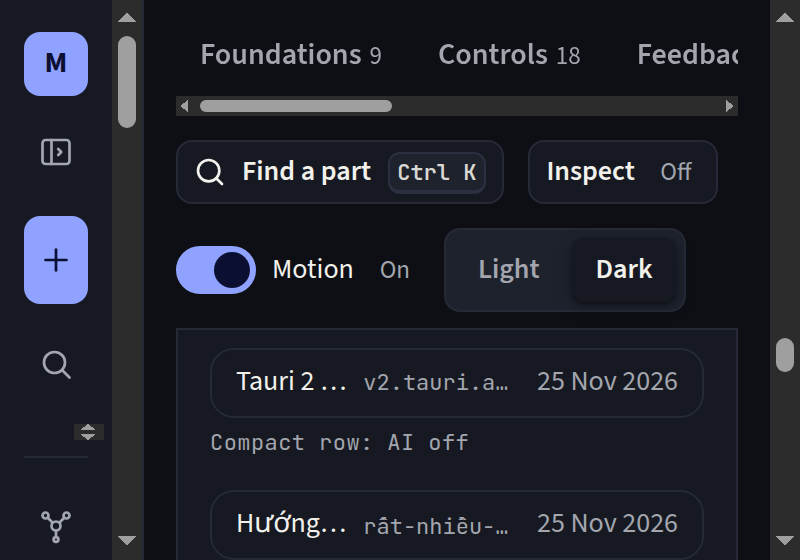 M
Foundations 9 Controls 18 Feedbac
Find a part Ctrl K Inspect Off
Motion On Light Dark
Tauri 2 … v2.tauri.a… 25 Nov 2026
Compact row: AI off
Hướng… rất-nhiều-… 25 Nov 2026